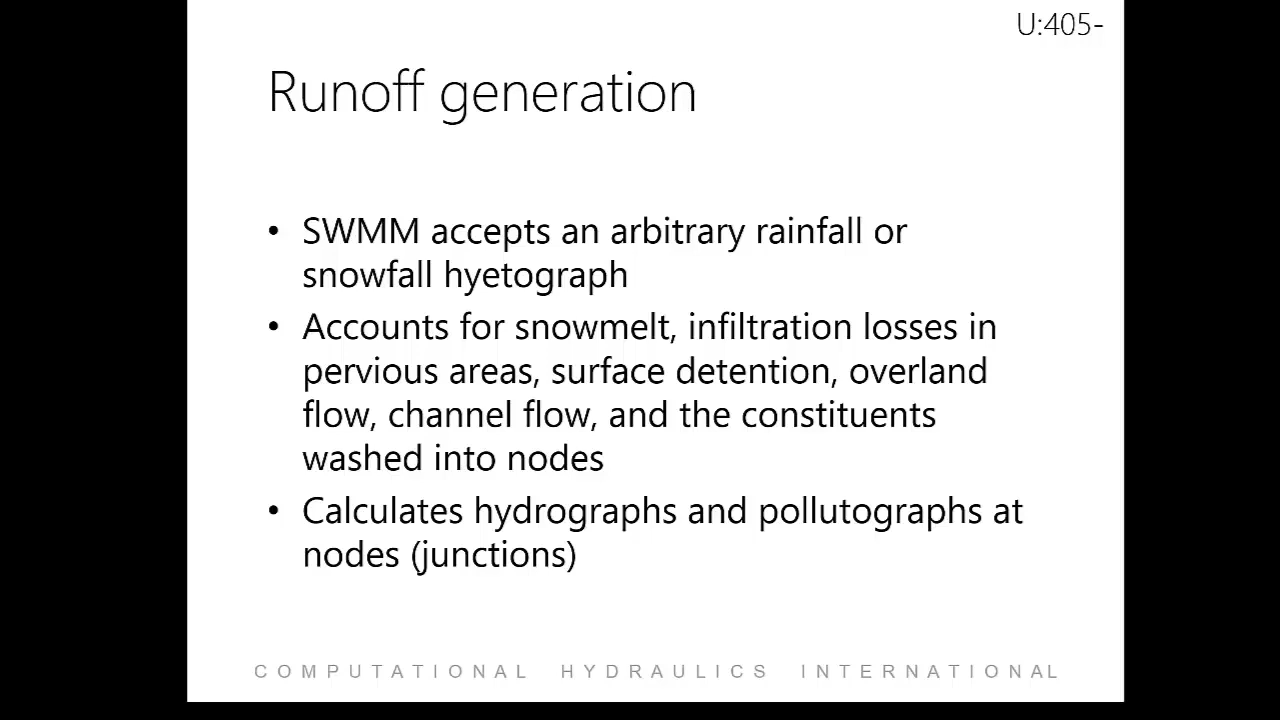 U:405-
Runoff generation
• SWMM accepts an arbitrary rainfall or
snowfall hyetograph
• Accounts for snowmelt, infiltration losses in
pervious areas, surface detention, overland
flow, channel flow, and the constituents
washed into nodes
• Calculates hydrographs and pollutographs at
nodes (junctions)
COMPUTATIONAL HYDRAULICS INTERNATIONAL